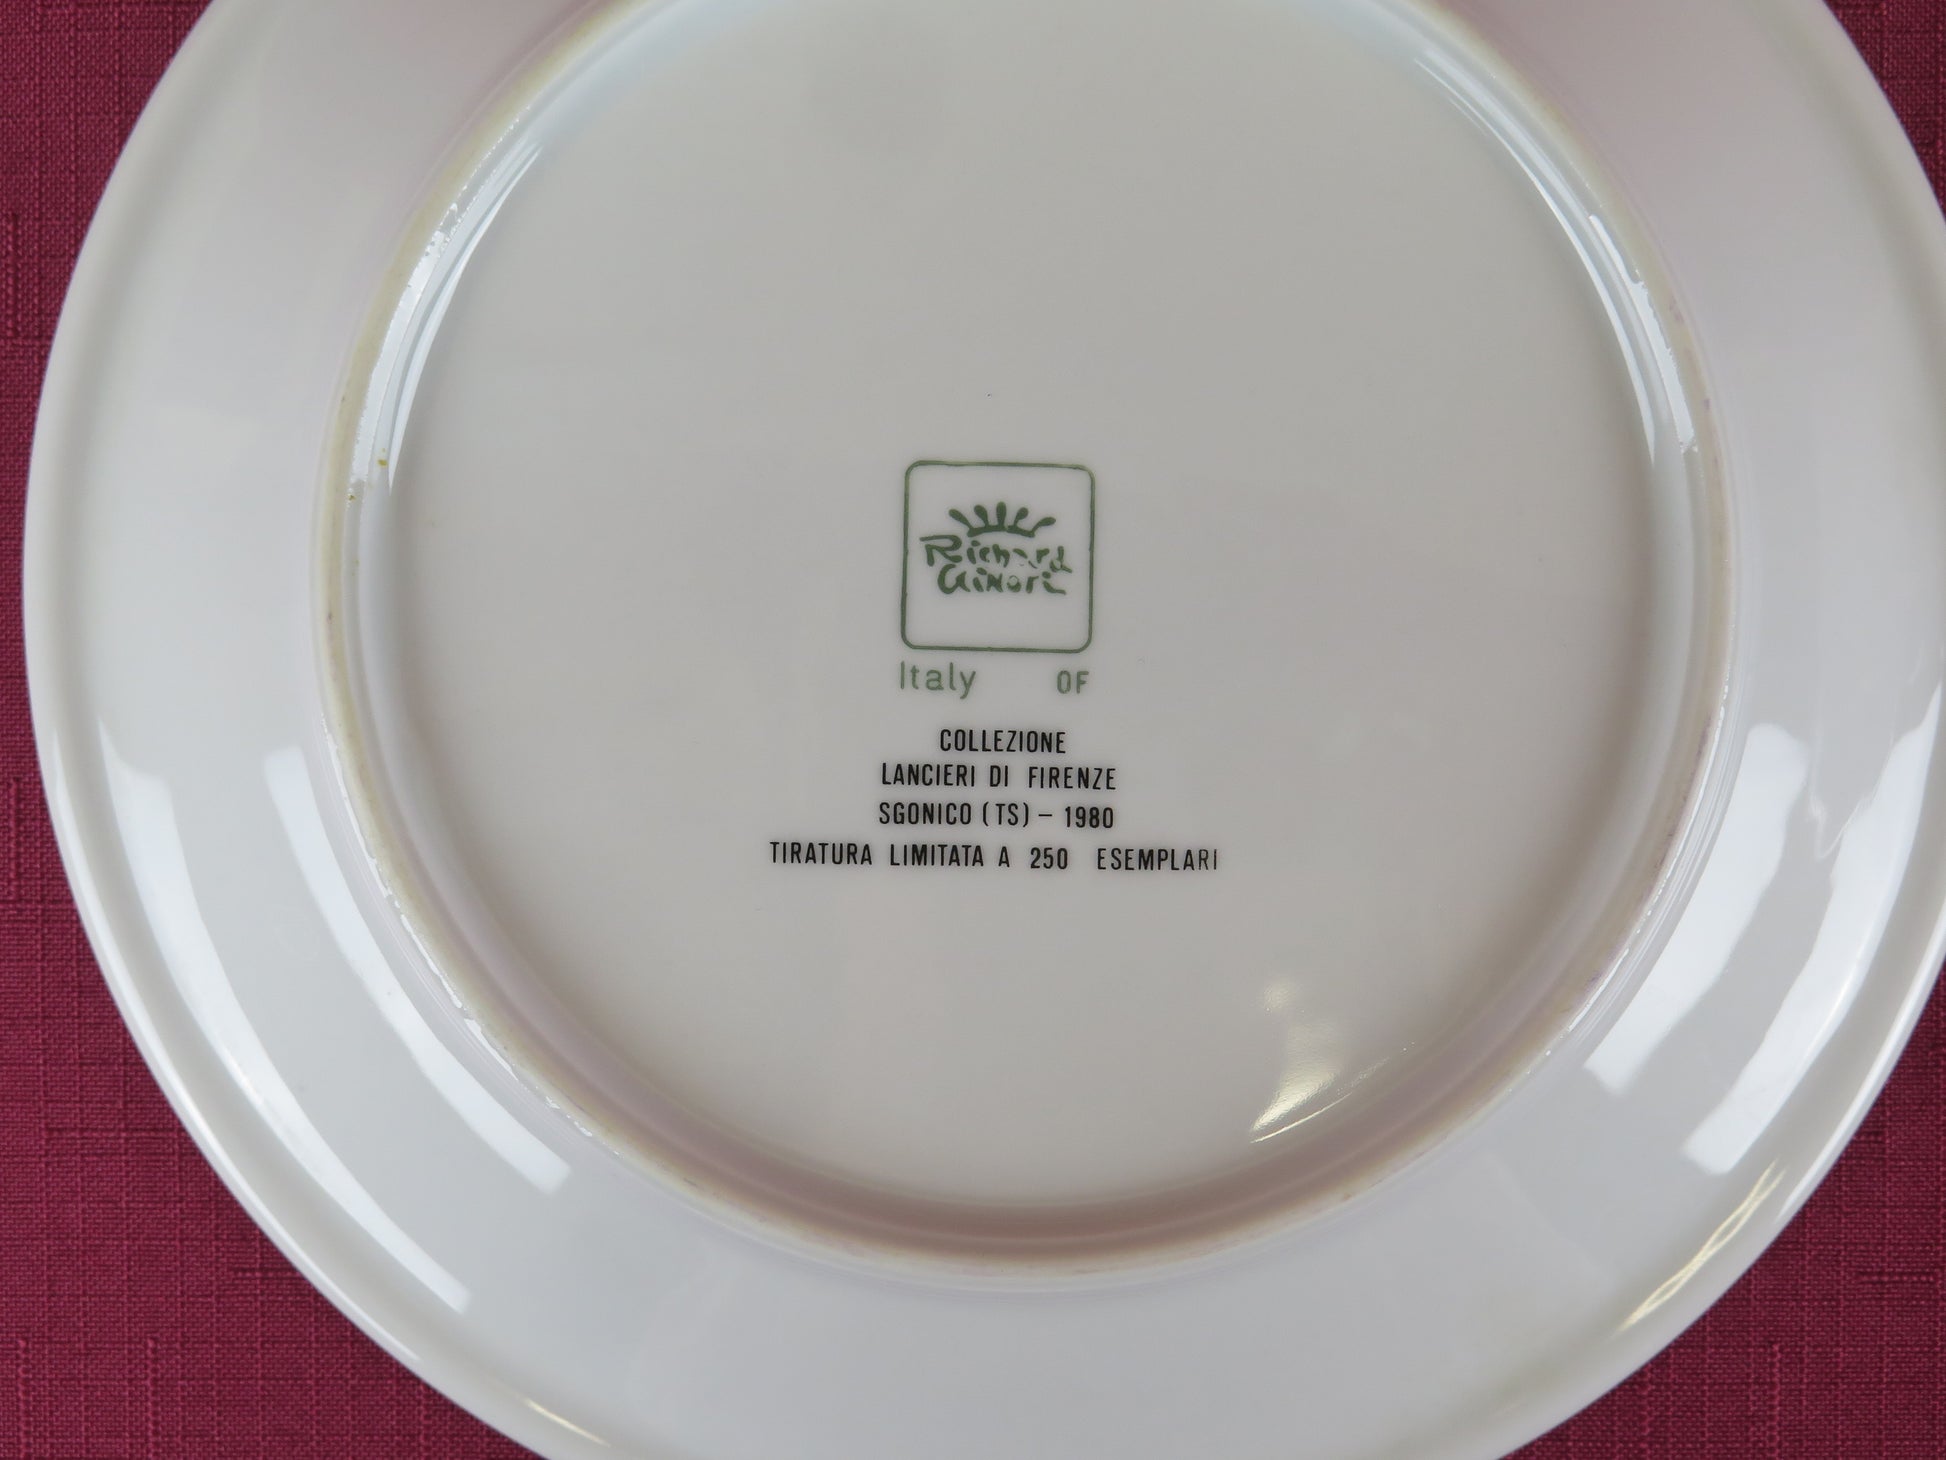 Richard
Ginori
Italy OF
COLLEZIONE
LANCIERI DI FIRENZE
SGONICO (TS) – 1980
TIRATURA LIMITATA A 250 ESEMPLARI